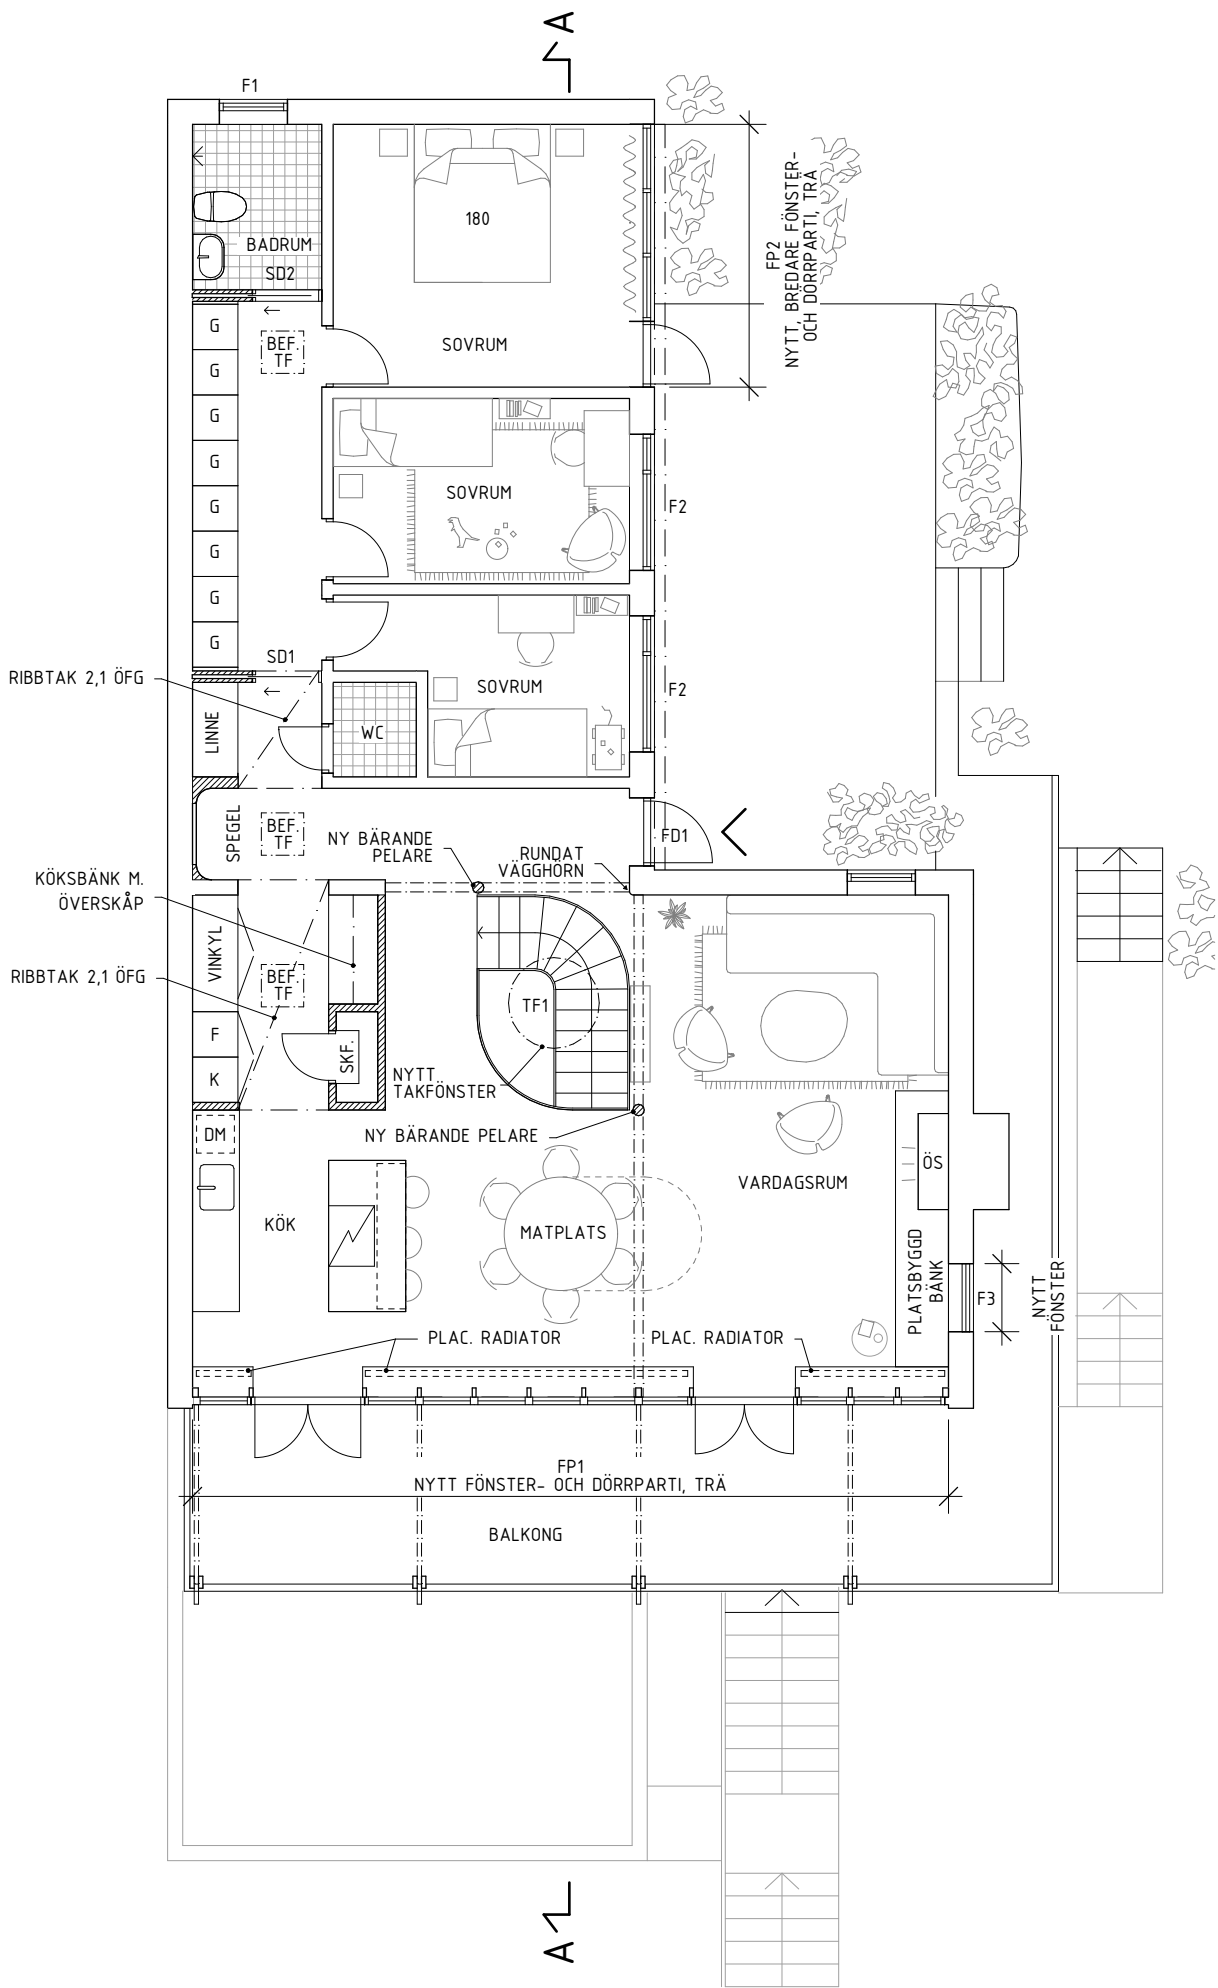 A
F1
NYTT, BREDARE FÖNSTER-
OCH DÖRRPARTI, TRÄ
FP2
180
BADRUM
SD2
G
BEF.
TF
SOVRUM
G
G
G
SOVRUM
G
F2
G
G
G
SD1
RIBBTAK 2,1 ÖFG
SOVRUM
F2
LINNE
WC
SPEGEL
BEF.
TF
NY BÄRANDE
PELARE
RUNDAT
VÄGGHÖRN
FD1
KÖKSBÄNK M.
ÖVERSKÅP
VINKYL
RIBBTAK 2,1 ÖFG
BEF.
TF
TF1
F
SKF.
K
NYTT
TAKFÖNSTER
DM
NY BÄRANDE PELARE
ÖS
VARDAGSRUM
KÖK
MATPLATS
PLATSBYGGD
BÄNK
F3
NYTT
FÖNSTER
PLAC. RADIATOR
PLAC. RADIATOR
FP1
NYTT FÖNSTER- OCH DÖRRPARTI, TRÄ
BALKONG
A